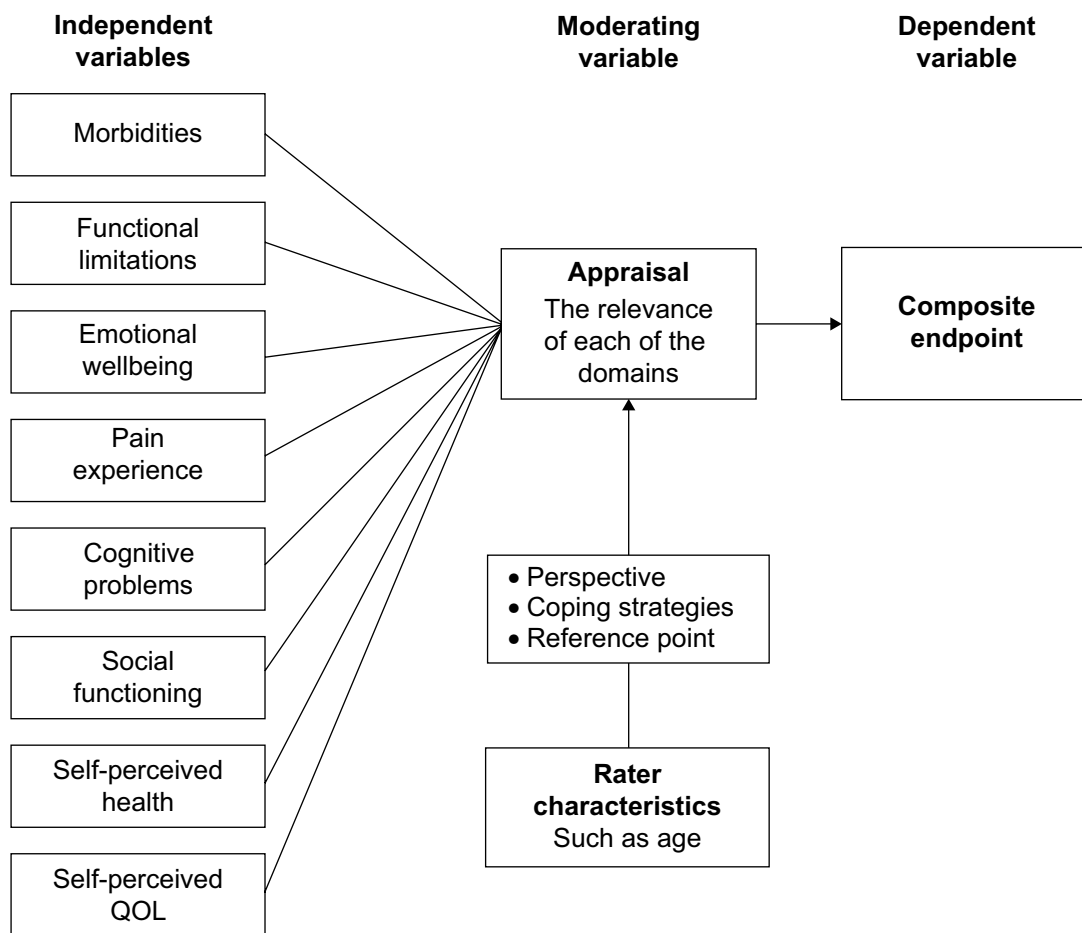 Independent
variables
Moderating
variable
Dependent
variable
Morbidities
Functional
limitations
Emotional
wellbeing
Pain
experience
Cognitive
problems
Social
functioning
Self-perceived
health
Self-perceived
QOL
Appraisal
The relevance
of each of the
domains
• Perspective
• Coping strategies
• Reference point
Rater
characteristics
Such as age
Composite
endpoint